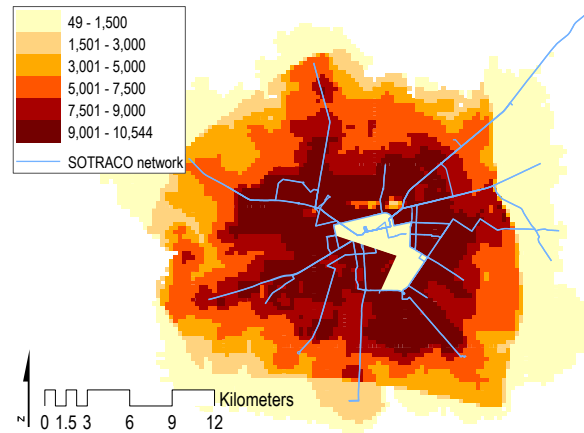 49 - 1,500
1,501 - 3,000
3,001 - 5,000
5,001 - 7,500
7,501 - 9,000
9,001 - 10,544
SOTRACO network
N
Kilometers
0 1.5 3 6 9 12